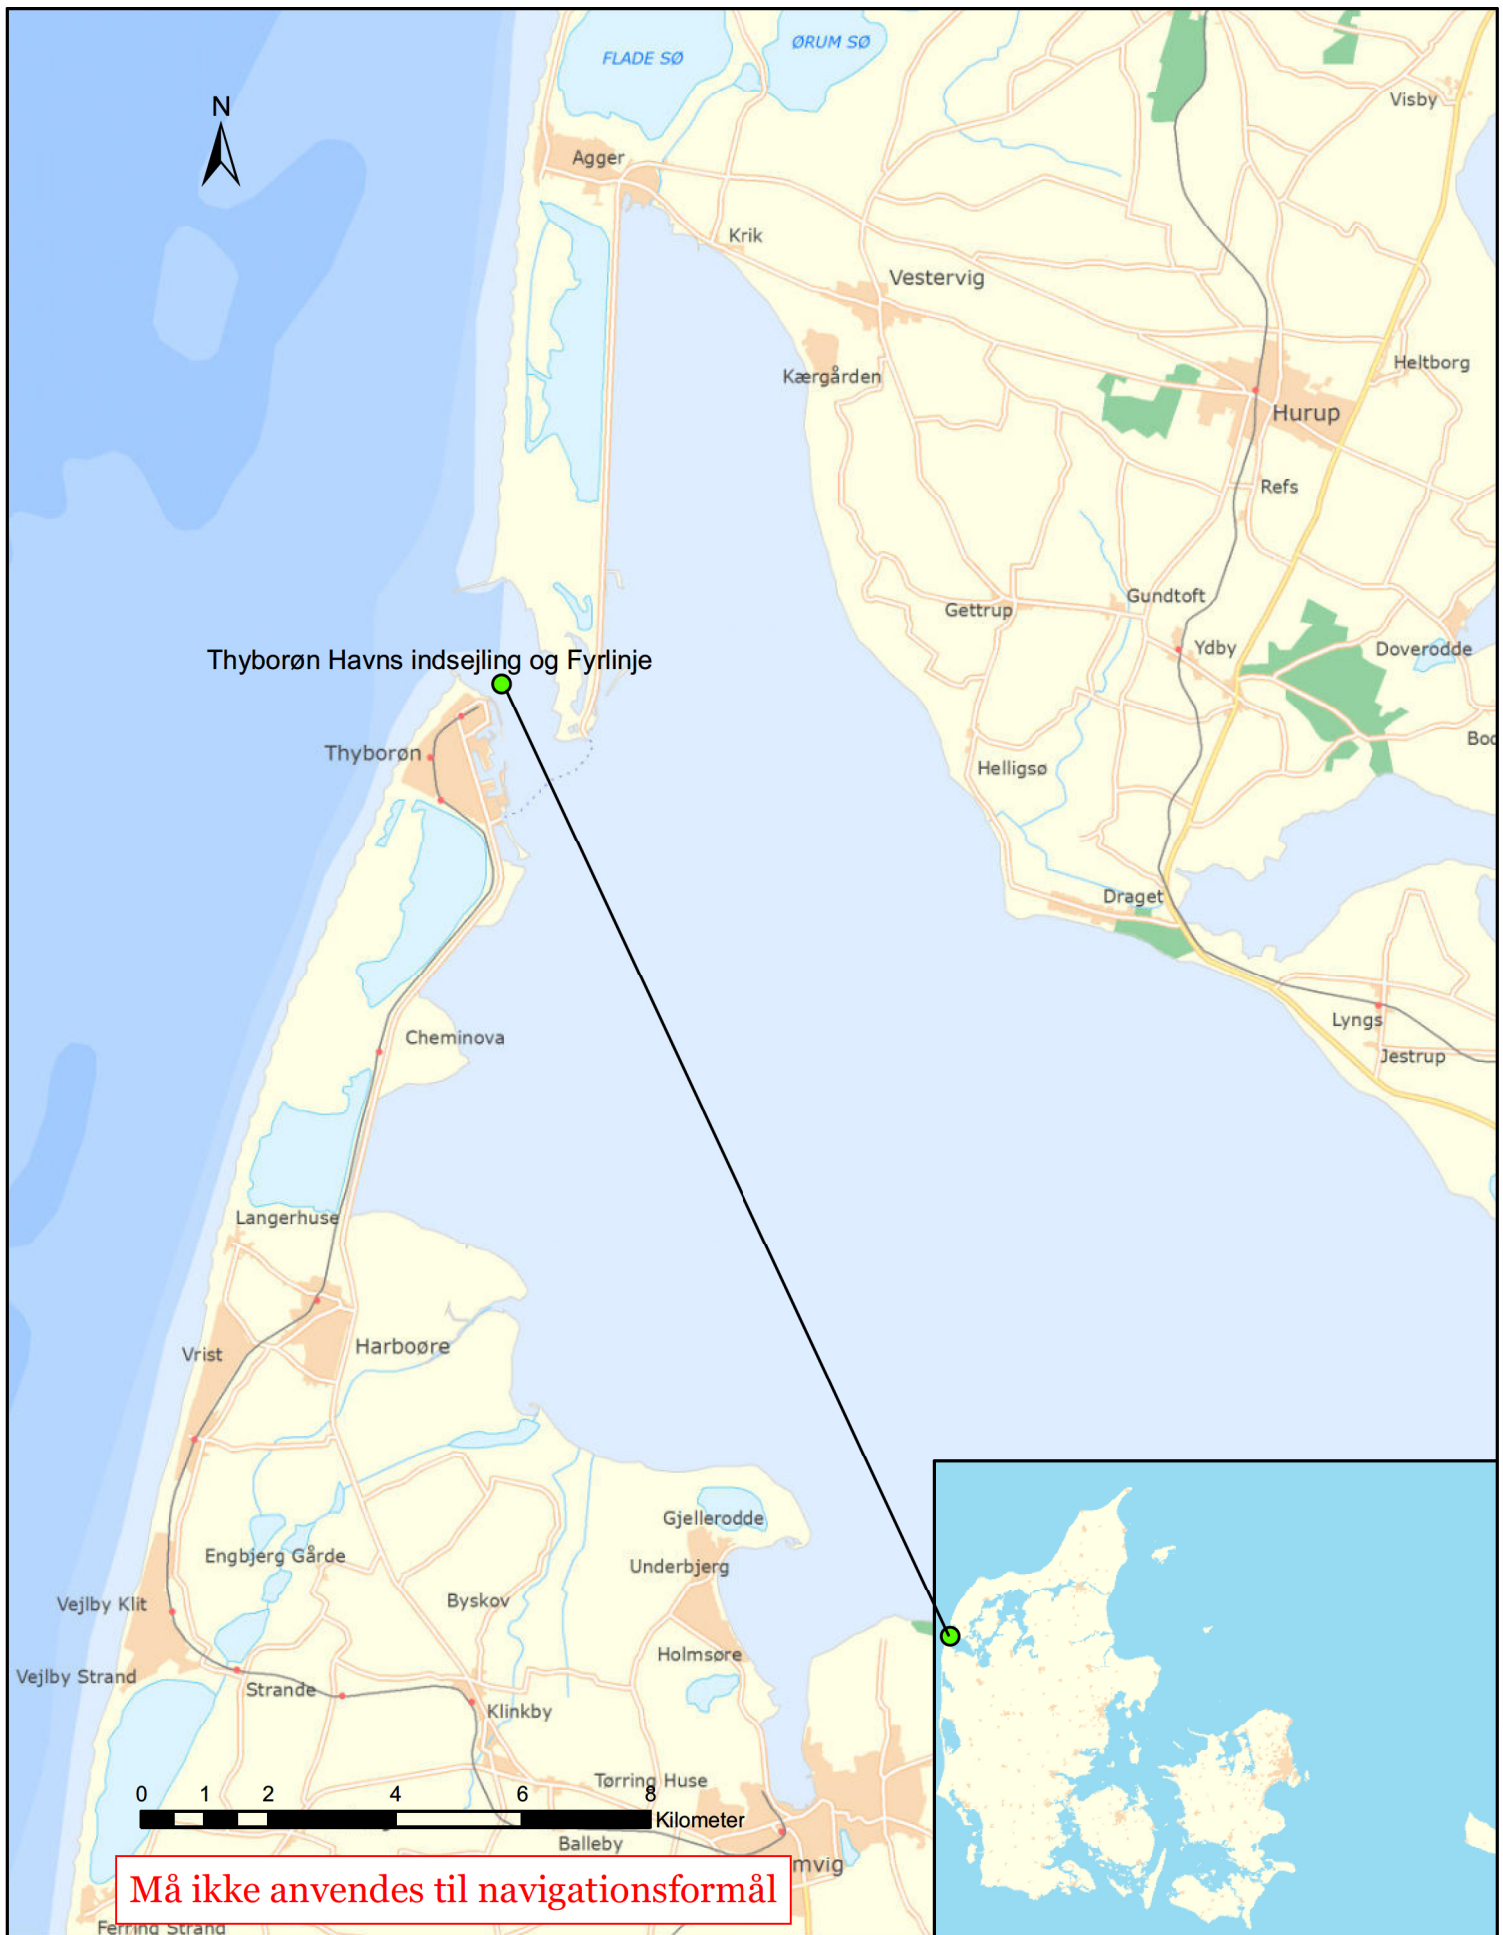 FLADE SØ
ØRUM SØ
Visby
N
Agger
Krik
Vestervig
Kærgården
Heltborg
Hurup
Refs
Gettrup
Gundtoft
Ydby
Doverodde
Thyborøn Havns indsejling og Fyrlinje
Boo
Thyborøn
Helligsø
Draget
Lyngs
Jestrup
Cheminova
Langerhuse
Harboøre
Vrist
Gjellerodde
Engbjerg Gårde
Underbjerg
Vejlby Klit
Byskov
Holmsøre
Vejlby Strand
Strande
Klinkby
Tørring Huse
0 1 2 4 6 8
Kilometer
Balleby
mvig
Må ikke anvendes til navigationsformål
Ferring Strand